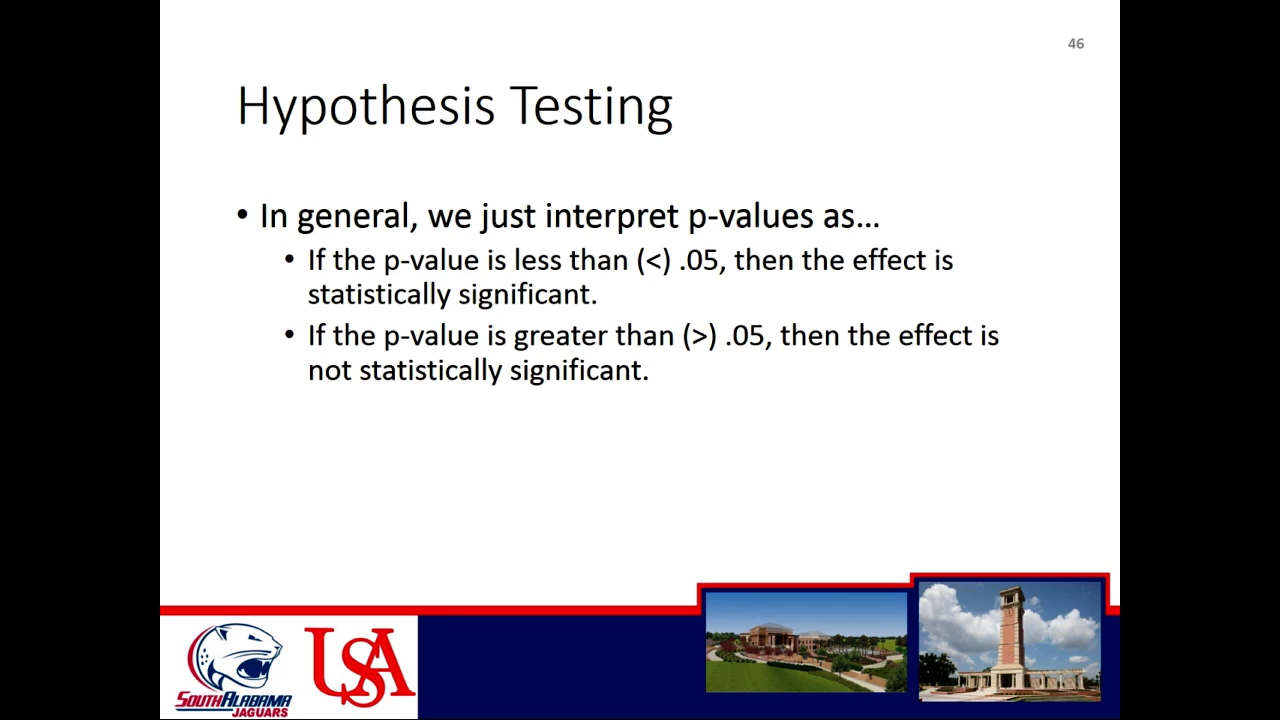 46
Hypothesis Testing
• In general, we just interpret p-values as…
• If the p-value is less than (<) .05, then the effect is
statistically significant.
• If the p-value is greater than (>) .05, then the effect is
not statistically significant.
USA
SOUTH ALABAMA
JAGUARS